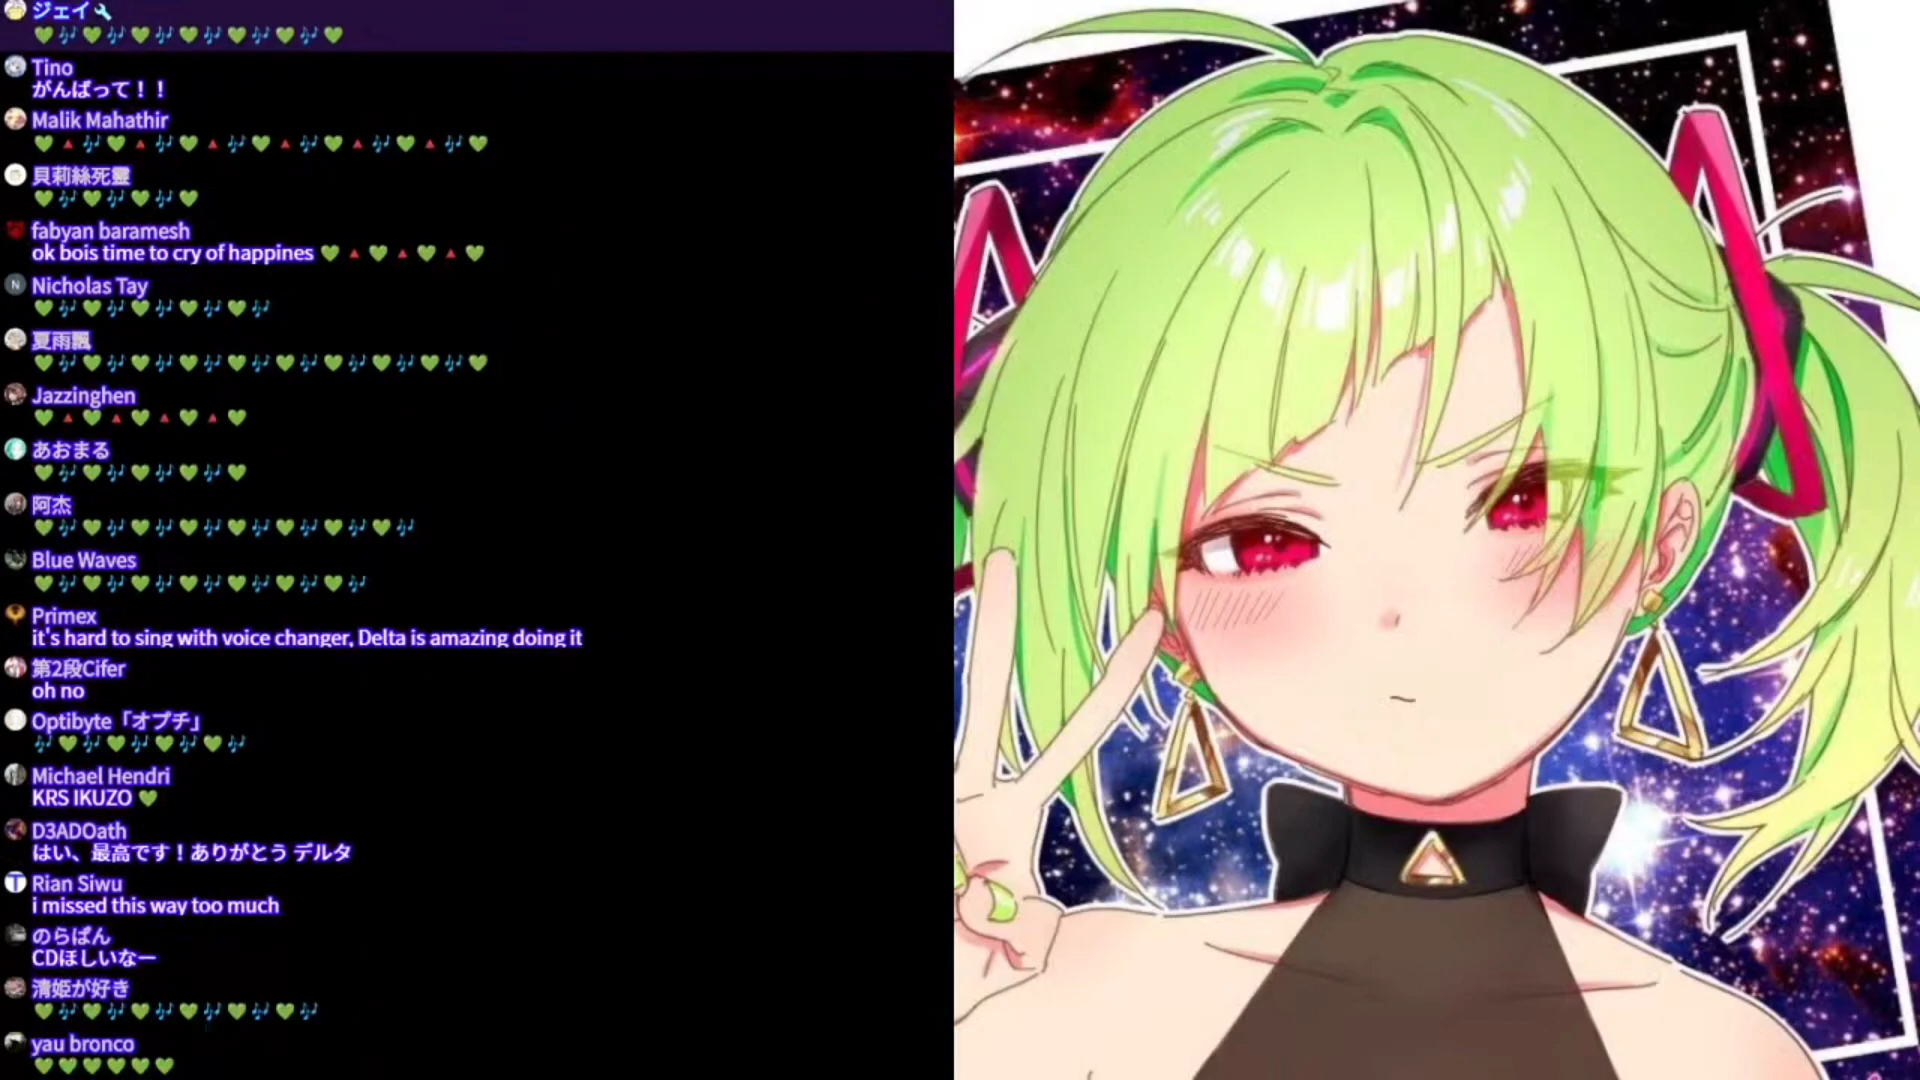 ジェイ🔧
💚🎶💚🎶💚🎶💚🎶💚🎶💚🎶💚
Tino
がんばって！！
Malik Mahathir
💚🔺🎶💚🔺🎶💚🔺🎶💚🔺🎶💚🔺🎶💚🔺🎶💚
貝莉絲死靈
💚🎶💚🎶💚🎶💚
fabyan baramesh
ok bois time to cry of happines 💚🔺💚🔺💚🔺💚
Nicholas Tay
💚🎶💚🎶💚🎶💚🎶💚🎶
夏雨飄
💚🎶💚🎶💚🎶💚🎶💚🎶💚🎶💚🎶💚🎶💚🎶💚
Jazzinghen
💚🔺💚🔺💚🔺💚🔺💚
あおまる
💚🎶💚🎶💚🎶💚🎶💚
阿杰
💚🎶💚🎶💚🎶💚🎶💚🎶💚🎶💚🎶💚🎶
Blue Waves
💚🎶💚🎶💚🎶💚🎶💚🎶💚🎶💚🎶
Primex
it's hard to sing with voice changer, Delta is amazing doing it
第2段Cifer
oh no
Optibyte「オプチ」
🎶💚🎶💚🎶💚🎶💚🎶
Michael Hendri
KRS IKUZO 💚
D3ADOath
はい、最高です！ありがとう デルタ
Rian Siwu
i missed this way too much
のらぱん
CDほしいなー
清姫が好き
💚🎶💚🎶💚🎶💚🎶💚🎶💚🎶
yau bronco
💚💚💚💚💚💚